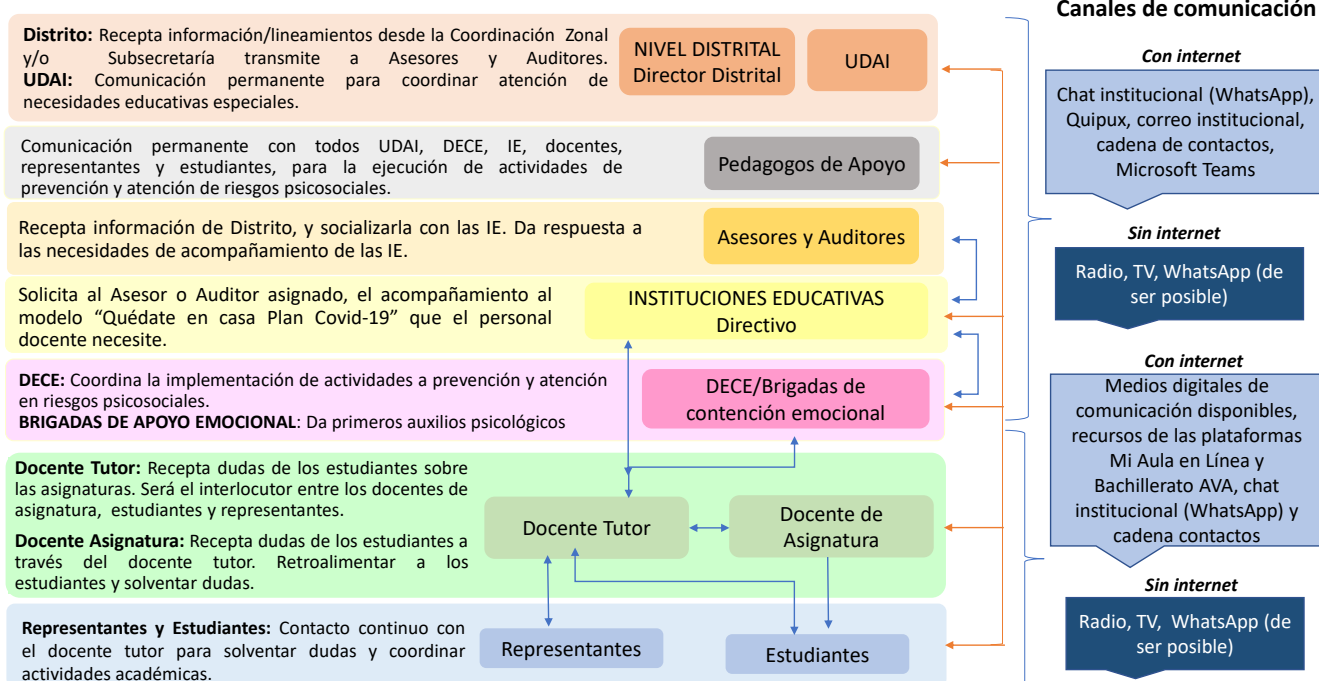 Canales de comunicación
Distrito: Recepta información/lineamientos desde la Coordinación Zonal
y/o Subsecretaría transmite a Asesores y Auditores.
UDAI: Comunicación permanente para coordinar atención de
necesidades educativas especiales.
NIVEL DISTRITAL
Director Distrital
UDAI
Comunicación permanente con todos UDAI, DECE, IE, docentes,
representantes y estudiantes, para la ejecución de actividades de
prevención y atención de riesgos psicosociales.
Pedagogos de Apoyo
Recepta información de Distrito, y socializarla con las IE. Da respuesta a
las necesidades de acompañamiento de las IE.
Asesores y Auditores
Solicita al Asesor o Auditor asignado, el acompañamiento al
modelo “Quédate en casa Plan Covid-19” que el personal
docente necesite.
INSTITUCIONES EDUCATIVAS
Directivo
DECE: Coordina la implementación de actividades a prevención y atención
en riesgos psicosociales.
BRIGADAS DE APOYO EMOCIONAL: Da primeros auxilios psicológicos
DECE/Brigadas de
contención emocional
Docente Tutor: Recepta dudas de los estudiantes sobre
las asignaturas. Será el interlocutor entre los docentes de
asignatura, estudiantes y representantes.
Docente Asignatura: Recepta dudas de los estudiantes a
través del docente tutor. Retroalimentar a los
estudiantes y solventar dudas.
Docente Tutor
Docente de
Asignatura
Representantes y Estudiantes: Contacto continuo con
el docente tutor para solventar dudas y coordinar
actividades académicas.
Representantes
Estudiantes
Con internet
Chat institucional (WhatsApp),
Quipux, correo institucional,
cadena de contactos,
Microsoft Teams
Sin internet
Radio, TV, WhatsApp (de
ser posible)
Con internet
Medios digitales de
comunicación disponibles,
recursos de las plataformas
Mi Aula en Línea y
Bachillerato AVA, chat
institucional (WhatsApp) y
cadena contactos
Sin internet
Radio, TV, WhatsApp (de
ser posible)